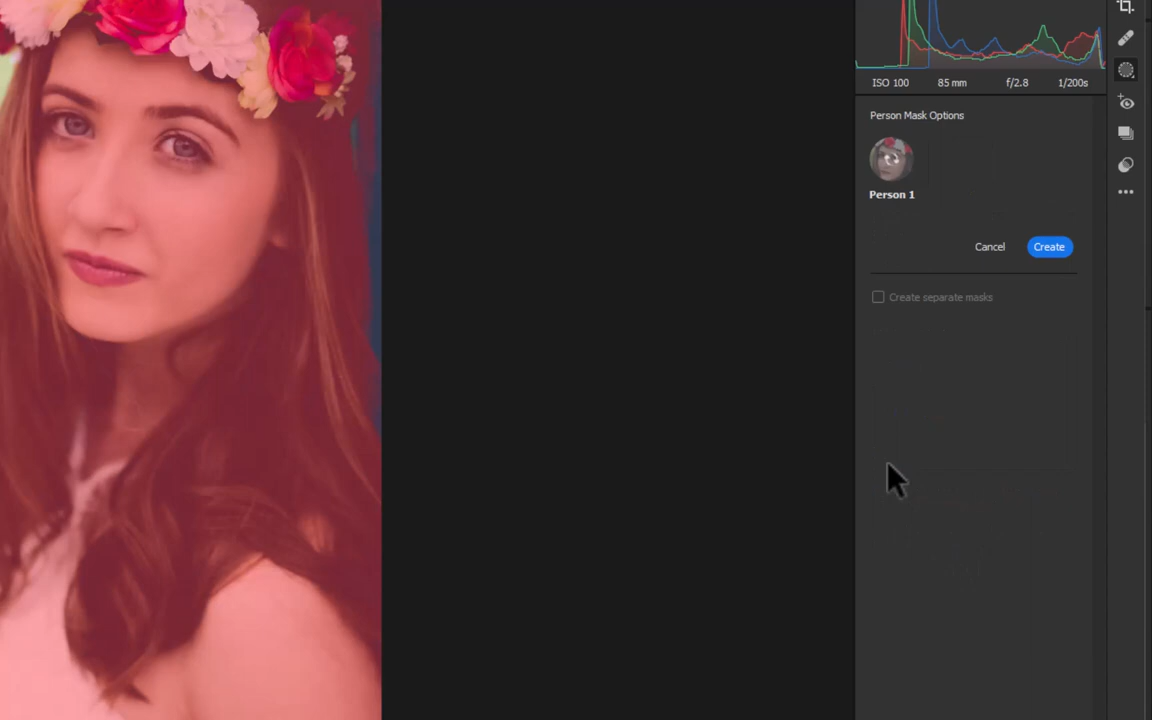 ISO 100 85 mm f/2.8 1/200s
Person Mask Options
Person 1
Cancel Create
Create separate masks